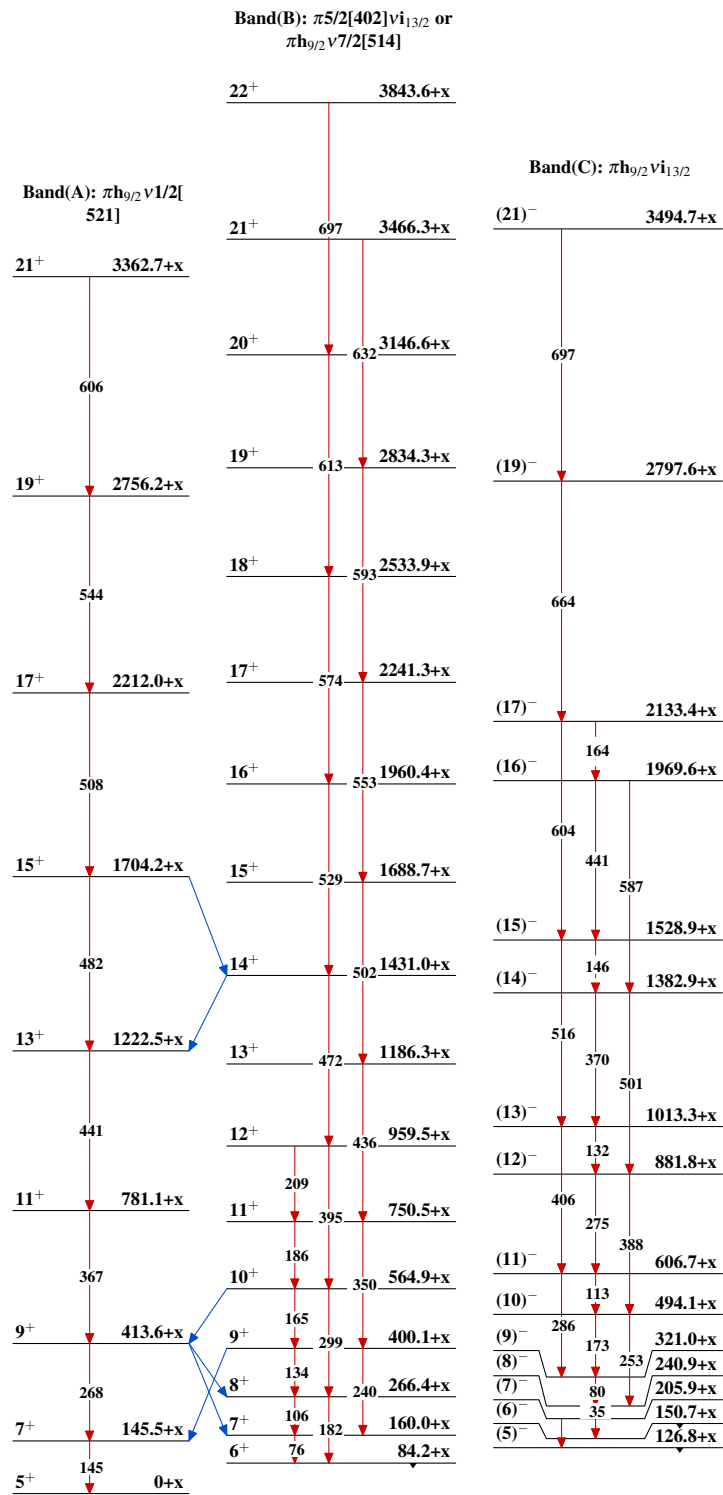 Band(B): π5/2[402]νi13/2 or
πh9/2 ν7/2[514]
22+ 3843.6+x
697
21+ 3466.3+x
632
20+ 3146.6+x
613
19+ 2834.3+x
593
18+ 2533.9+x
574
17+ 2241.3+x
553
16+ 1960.4+x
529
15+ 1688.7+x
502
14+ 1431.0+x
472
13+ 1186.3+x
436
12+ 959.5+x
209
395
11+ 750.5+x
186
350
10+ 564.9+x
165
299
9+ 400.1+x
134
240
8+ 266.4+x
106
182
7+ 160.0+x
76
6+ 84.2+x
Band(A): πh9/2 ν1/2[
521]
21+ 3362.7+x
606
19+ 2756.2+x
544
17+ 2212.0+x
508
15+ 1704.2+x
482
13+ 1222.5+x
441
11+ 781.1+x
367
9+ 413.6+x
268
7+ 145.5+x
145
5+ 0+x
Band(C): πh9/2 νi13/2
(21)− 3494.7+x
697
(19)− 2797.6+x
664
(17)− 2133.4+x
164
604
(16)− 1969.6+x
441
587
(15)− 1528.9+x
146
516
(14)− 1382.9+x
370
501
(13)− 1013.3+x
132
406
(12)− 881.8+x
275
388
(11)− 606.7+x
113
286
(10)− 494.1+x
173
253
(9)− 321.0+x
80
(8)− 240.9+x
35
(7)− 205.9+x
(6)− 150.7+x
(5)− 126.8+x